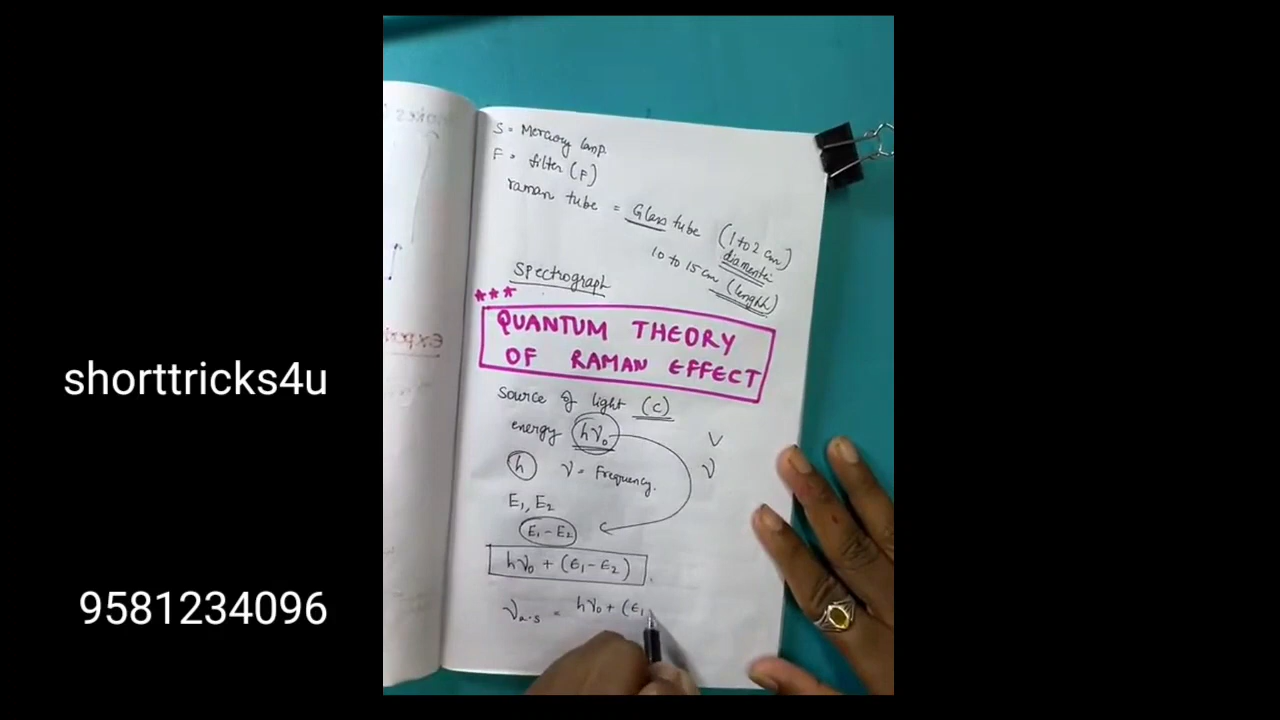 S = Mercury lamp.
F = filter (F)
raman tube = Glass tube (1 to 2 cm)
diamentei
10 to 15 cm (lenghh)
Spectrograph
***
QUANTUM THEORY
OF RAMAN EFFECT
Source of light (C)
energy hν₀
V
h ν = Frequency.
ν
E₁, E₂
E₁ - E₂
hν₀ + (E₁ - E₂)
ν a.s = hν₀ + (E₁
shorttricks4u
9581234096